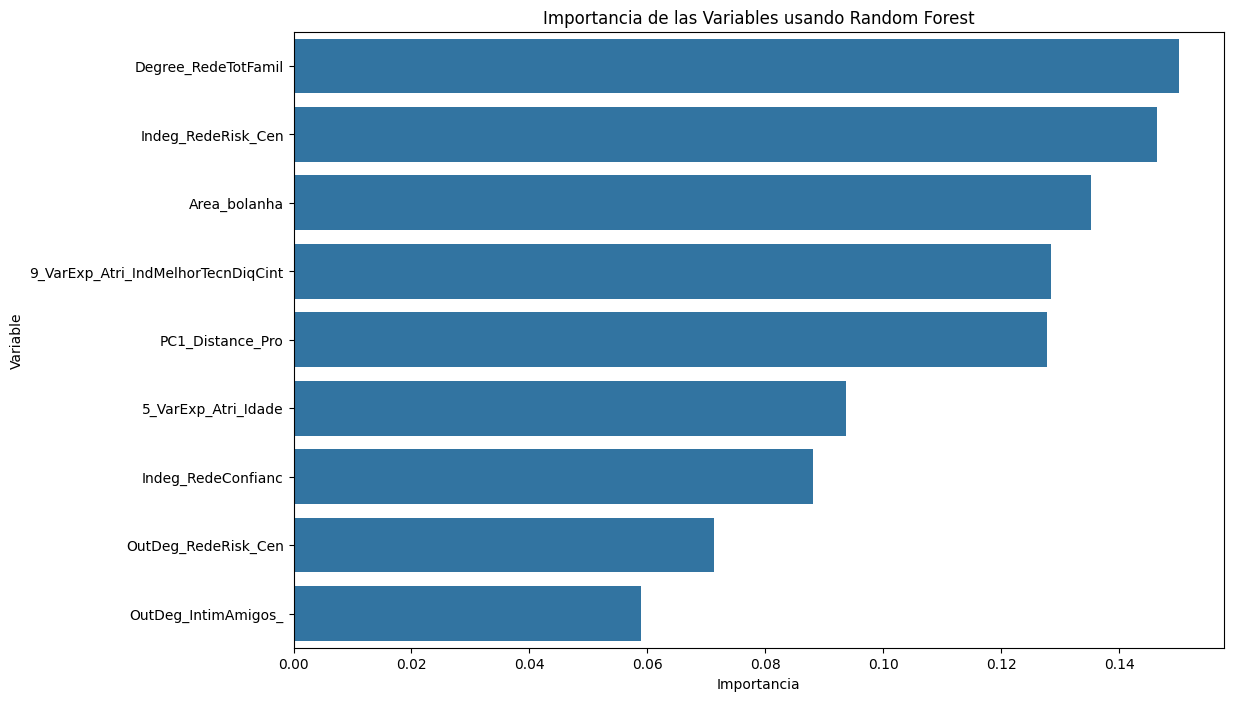 Importancia de las Variables usando Random Forest
Variable
Degree_RedeTotFamil
Indeg_RedeRisk_Cen
Area_bolanha
9_VarExp_Atri_IndMelhorTecnDiqCint
PC1_Distance_Pro
5_VarExp_Atri_Idade
Indeg_RedeConfianc
OutDeg_RedeRisk_Cen
OutDeg_IntimAmigos_
0.00 0.02 0.04 0.06 0.08 0.10 0.12 0.14
Importancia